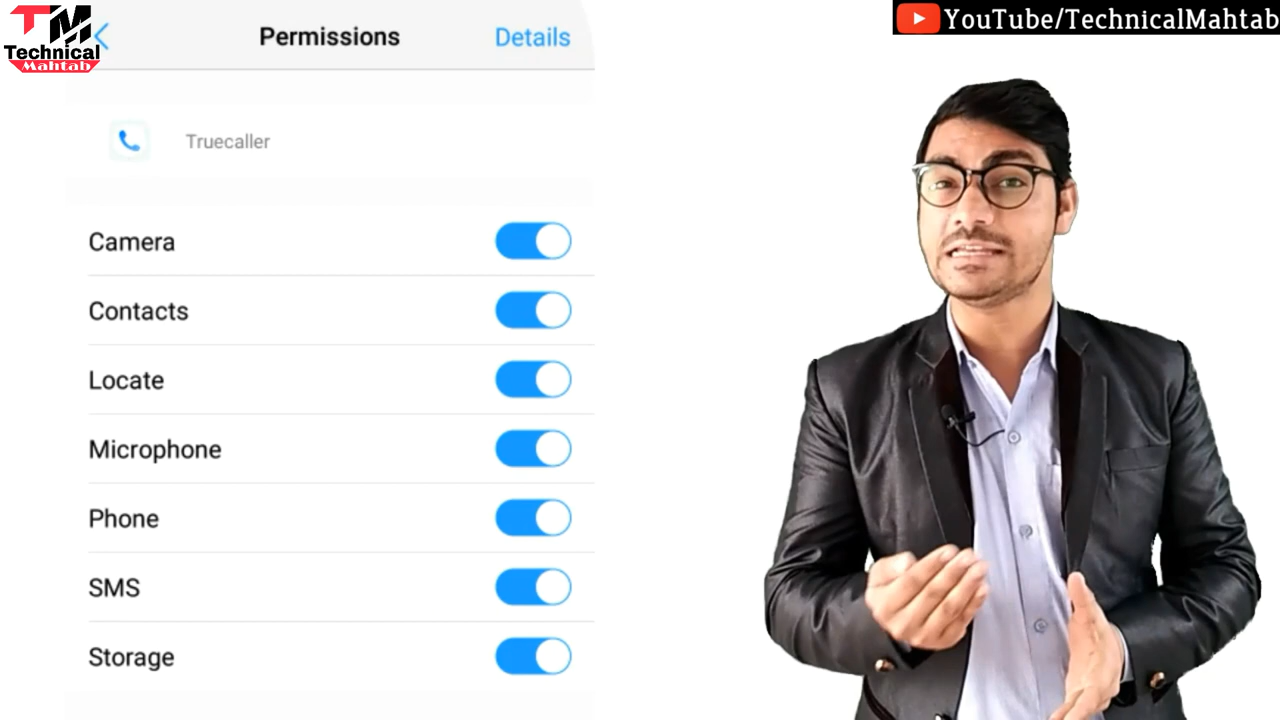 TM
Technical
Mahtab
Permissions
Details
YouTube/TechnicalMahtab
Truecaller
Camera
Contacts
Locate
Microphone
Phone
SMS
Storage